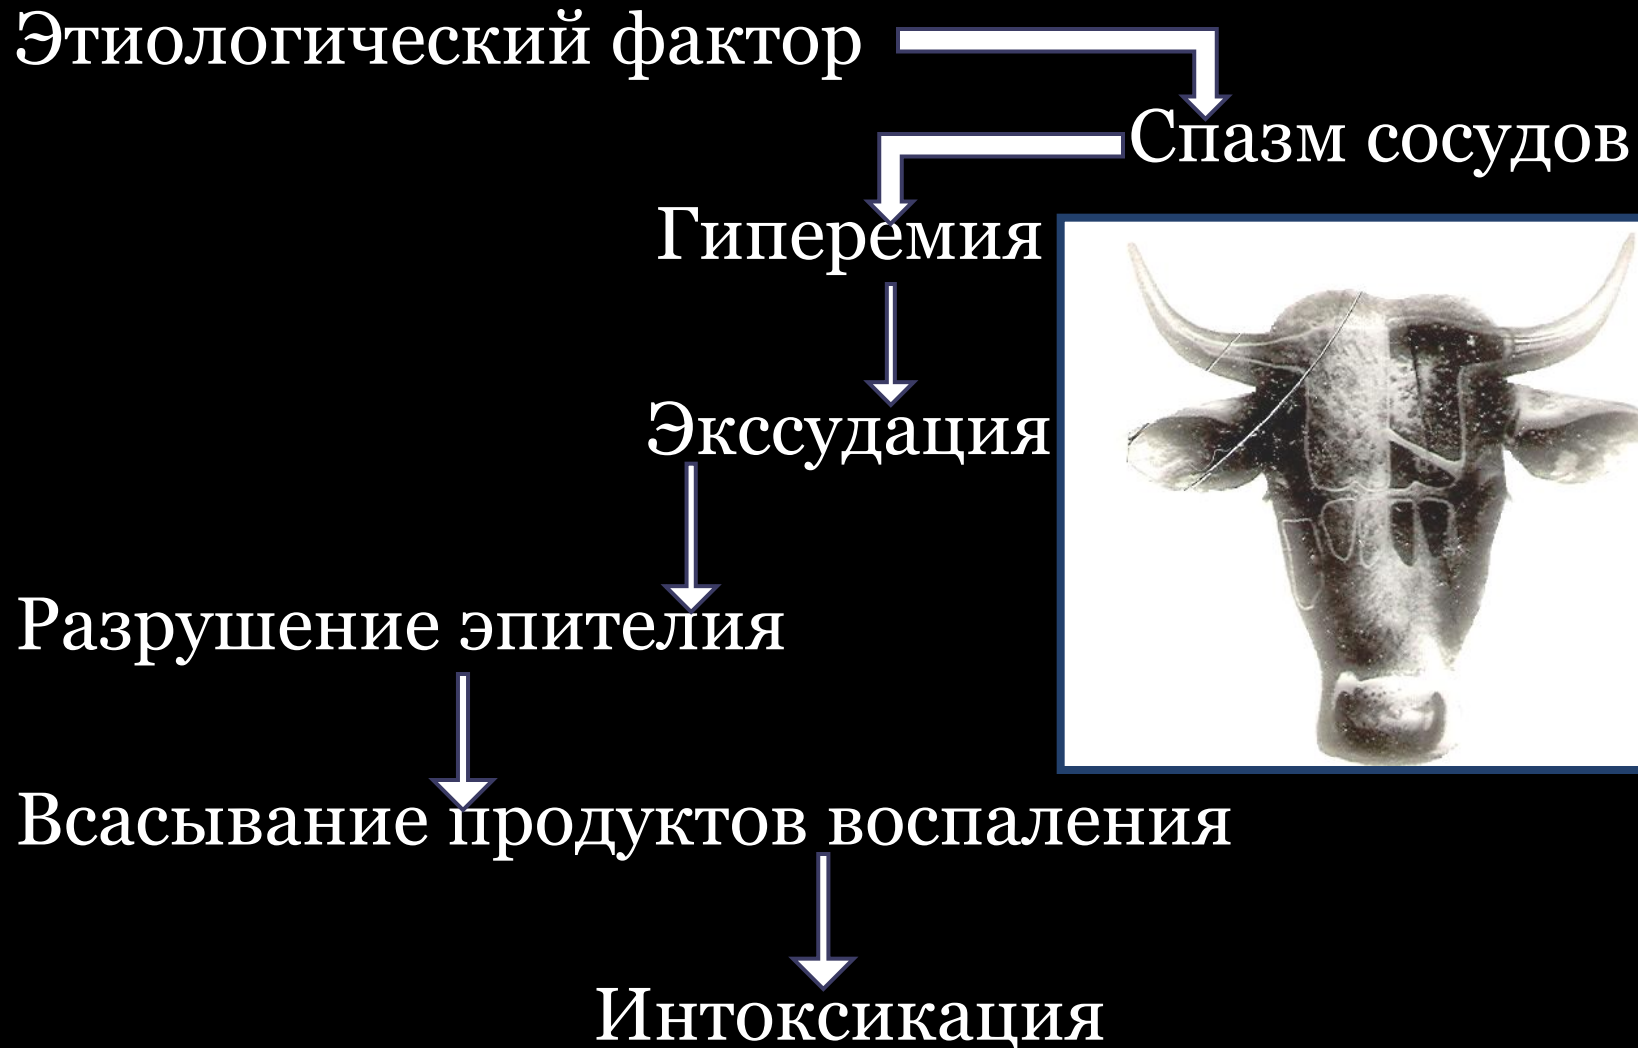 Этиологический фактор
Спазм сосудов
Гиперемия
Экссудация
Разрушение эпителия
Всасывание продуктов воспаления
Интоксикация